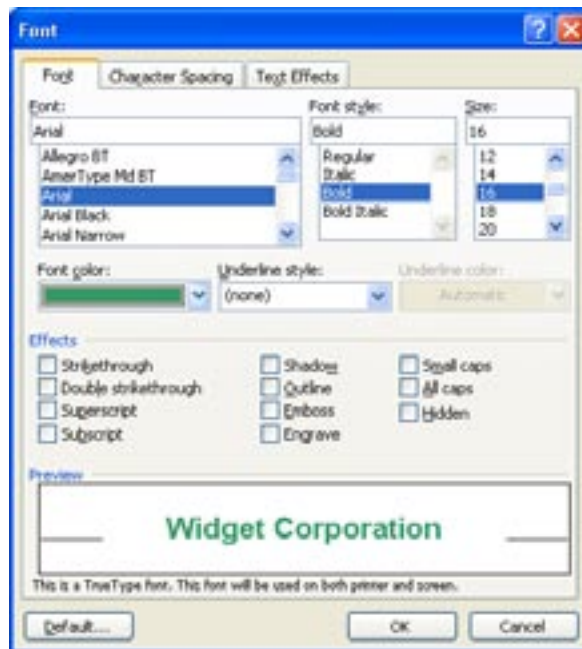 Font
Font Character Spacing Text Effects
Font: Font style: Size:
Arial Bold 16
Allegro BT Regular 12
AmerType Md BT Italic 14
Arial Bold 16
Arial Black Bold Italic 18
Arial Narrow 20
Font color: Underline style: Underline color:
(none) Automatic
Effects
Strikethrough Shadow Small caps
Double strikethrough Outline All caps
Superscript Emboss Hidden
Subscript Engrave
Preview
Widget Corporation
This is a TrueType font. This font will be used on both printer and screen.
Default... OK Cancel